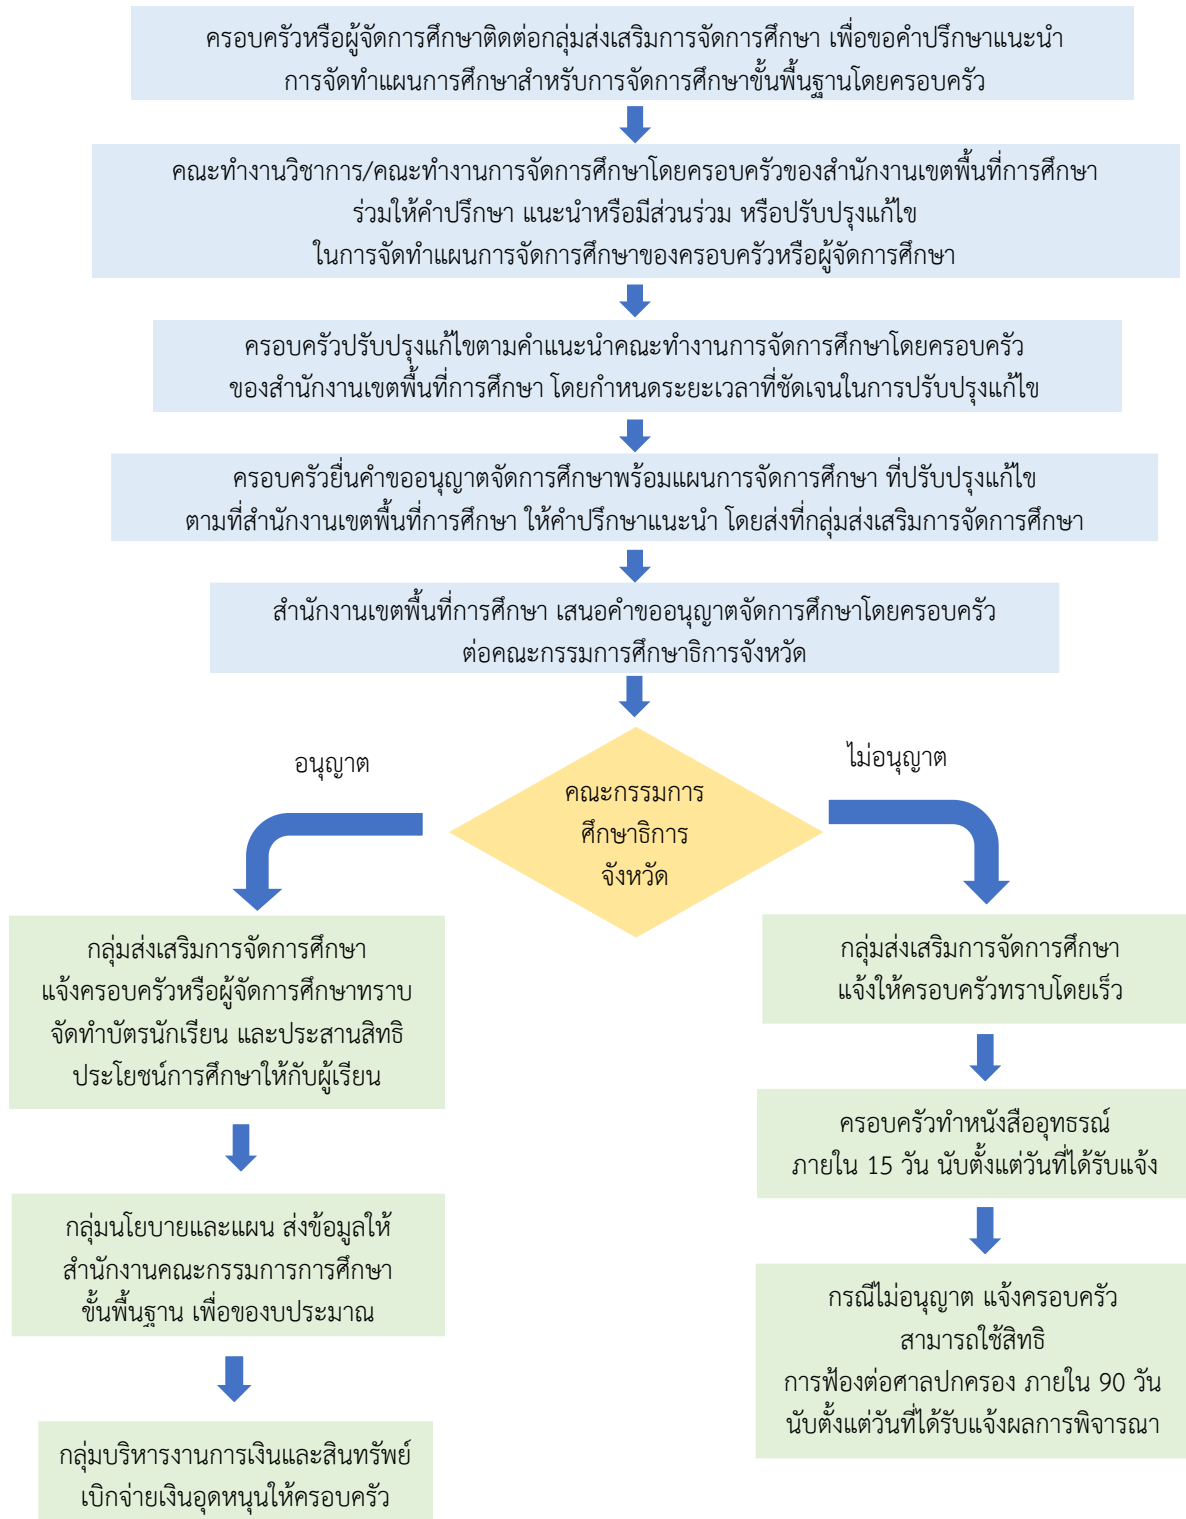 ครอบครัวหรือผู้จัดการศึกษาติดต่อกลุ่มส่งเสริมการจัดการศึกษา เพื่อขอคำปรึกษาแนะนำ
การจัดทำแผนการศึกษาสำหรับการจัดการศึกษาขั้นพื้นฐานโดยครอบครัว
คณะทำงานวิชาการ/คณะทำงานการจัดการศึกษาโดยครอบครัวของสำนักงานเขตพื้นที่การศึกษา
ร่วมให้คำปรึกษา แนะนำหรือมีส่วนร่วม หรือปรับปรุงแก้ไข
ในการจัดทำแผนการจัดการศึกษาของครอบครัวหรือผู้จัดการศึกษา
ครอบครัวปรับปรุงแก้ไขตามคำแนะนำคณะทำงานการจัดการศึกษาโดยครอบครัว
ของสำนักงานเขตพื้นที่การศึกษา โดยกำหนดระยะเวลาที่ชัดเจนในการปรับปรุงแก้ไข
ครอบครัวยื่นคำขออนุญาตจัดการศึกษาพร้อมแผนการจัดการศึกษา ที่ปรับปรุงแก้ไข
ตามที่สำนักงานเขตพื้นที่การศึกษา ให้คำปรึกษาแนะนำ โดยส่งที่กลุ่มส่งเสริมการจัดการศึกษา
สำนักงานเขตพื้นที่การศึกษา เสนอคำขออนุญาตจัดการศึกษาโดยครอบครัว
ต่อคณะกรรมการศึกษาธิการจังหวัด
อนุญาต
ไม่อนุญาต
คณะกรรมการ
ศึกษาธิการ
จังหวัด
กลุ่มส่งเสริมการจัดการศึกษา
แจ้งครอบครัวหรือผู้จัดการศึกษาทราบ
จัดทำบัตรนักเรียน และประสานสิทธิ
ประโยชน์การศึกษาให้กับผู้เรียน
กลุ่มนโยบายและแผน ส่งข้อมูลให้
สำนักงานคณะกรรมการการศึกษา
ขั้นพื้นฐาน เพื่อของบประมาณ
กลุ่มบริหารงานการเงินและสินทรัพย์
เบิกจ่ายเงินอุดหนุนให้ครอบครัว
กลุ่มส่งเสริมการจัดการศึกษา
แจ้งให้ครอบครัวทราบโดยเร็ว
ครอบครัวทำหนังสืออุทธรณ์
ภายใน 15 วัน นับตั้งแต่วันที่ได้รับแจ้ง
กรณีไม่อนุญาต แจ้งครอบครัว
สามารถใช้สิทธิ
การฟ้องต่อศาลปกครอง ภายใน 90 วัน
นับตั้งแต่วันที่ได้รับแจ้งผลการพิจารณา